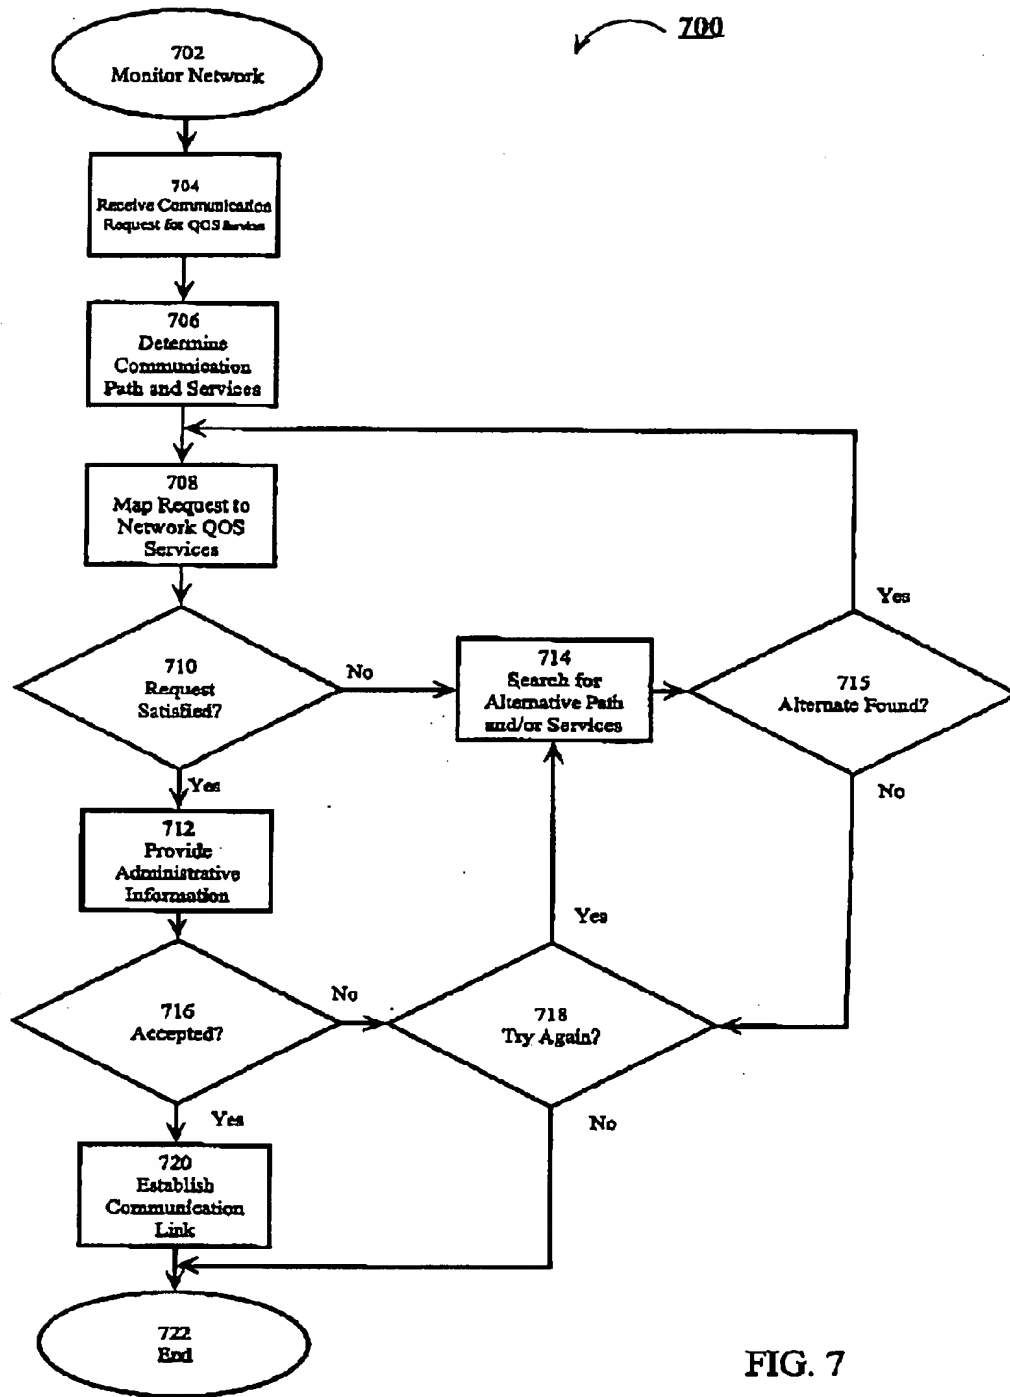 700
702
Monitor Network
704
Receive Communication
Request for QOS Services
706
Determine
Communication
Path and Services
708
Map Request to
Network QOS
Services
Yes
710
Request
Satisfied?
No
714
Search for
Alternative Path
and/or Services
715
Alternate Found?
Yes
No
712
Provide
Administrative
Information
Yes
716
Accepted?
No
718
Try Again?
Yes
No
720
Establish
Communication
Link
722
End
FIG. 7